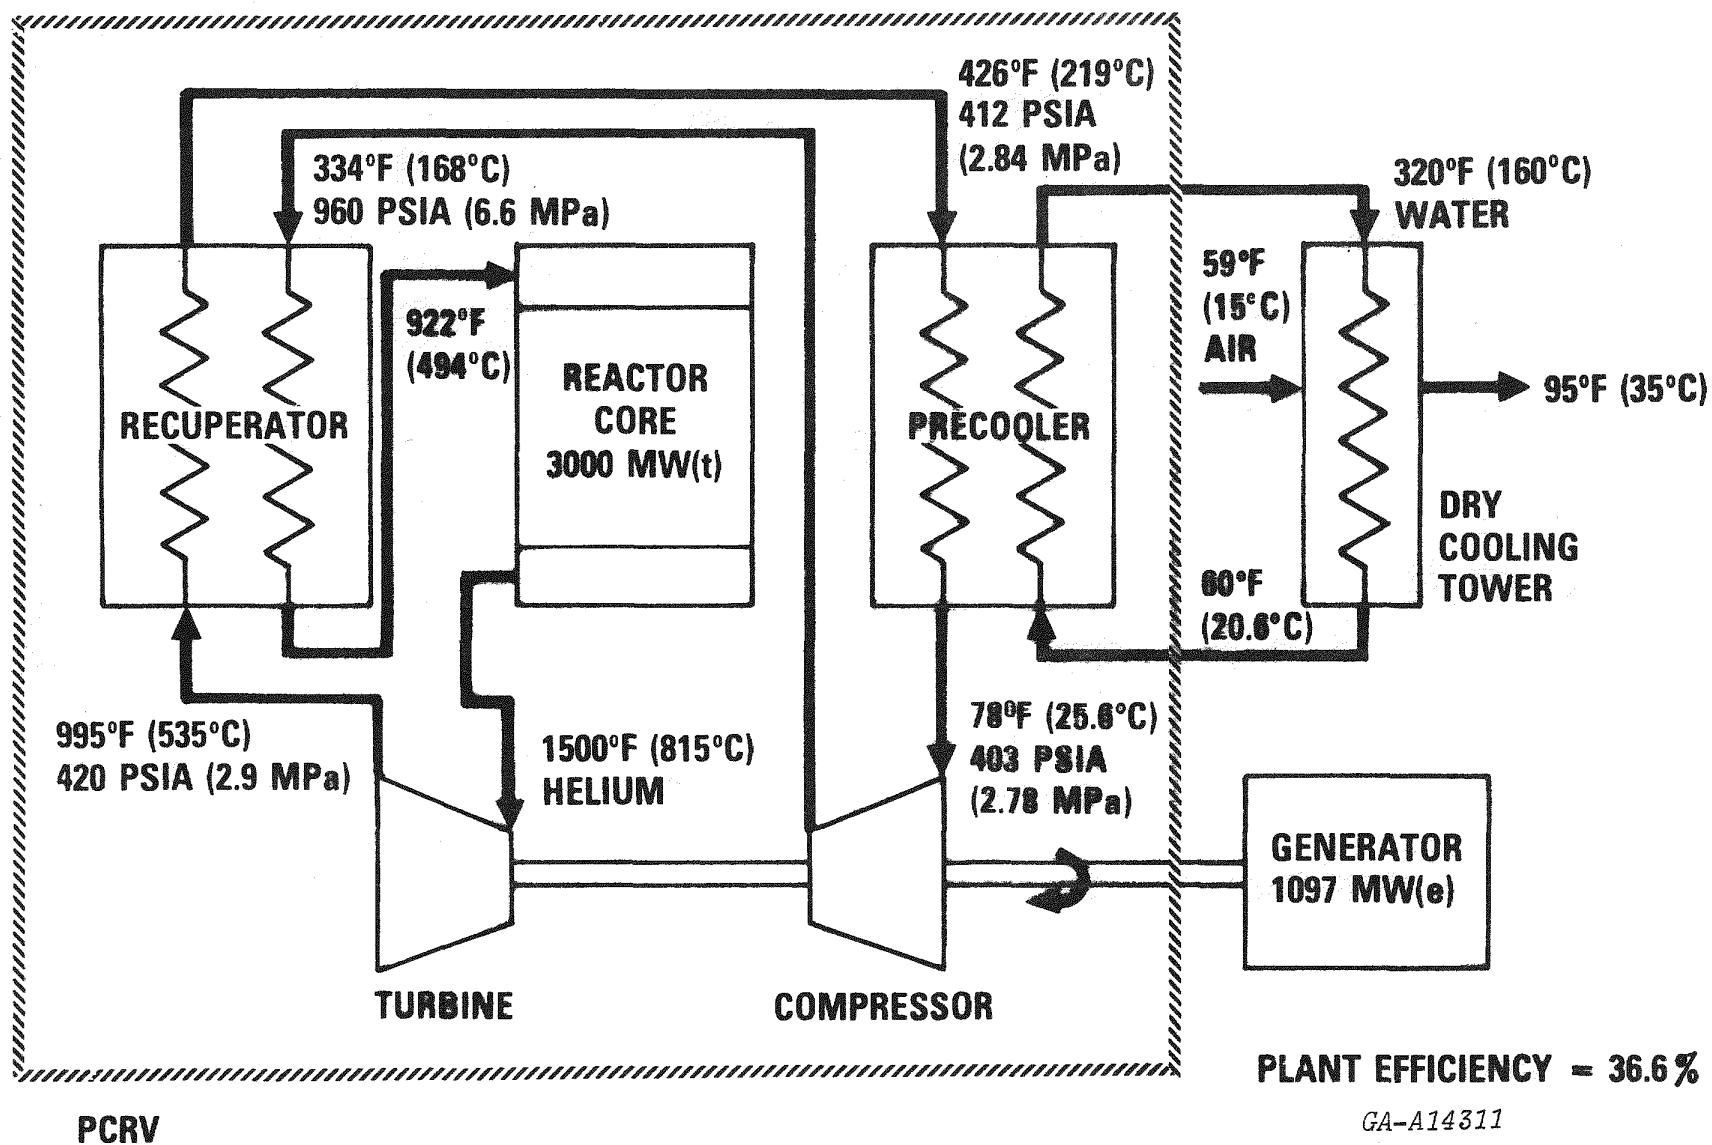 426°F (219°C)
412 PSIA
(2.84 MPa)
334°F (168°C)
960 PSIA (6.6 MPa)
320°F (160°C)
WATER
59°F
(15°C)
AIR
922°F
(494°C)
REACTOR
CORE
3000 MW(t)
RECUPERATOR
PRECOOLER
95°F (35°C)
DRY
COOLING
TOWER
60°F
(20.6°C)
995°F (535°C)
420 PSIA (2.9 MPa)
1500°F (815°C)
HELIUM
78°F (25.6°C)
403 PSIA
(2.78 MPa)
GENERATOR
1097 MW(e)
TURBINE
COMPRESSOR
PLANT EFFICIENCY = 36.6%
PCRV
GA-A14311